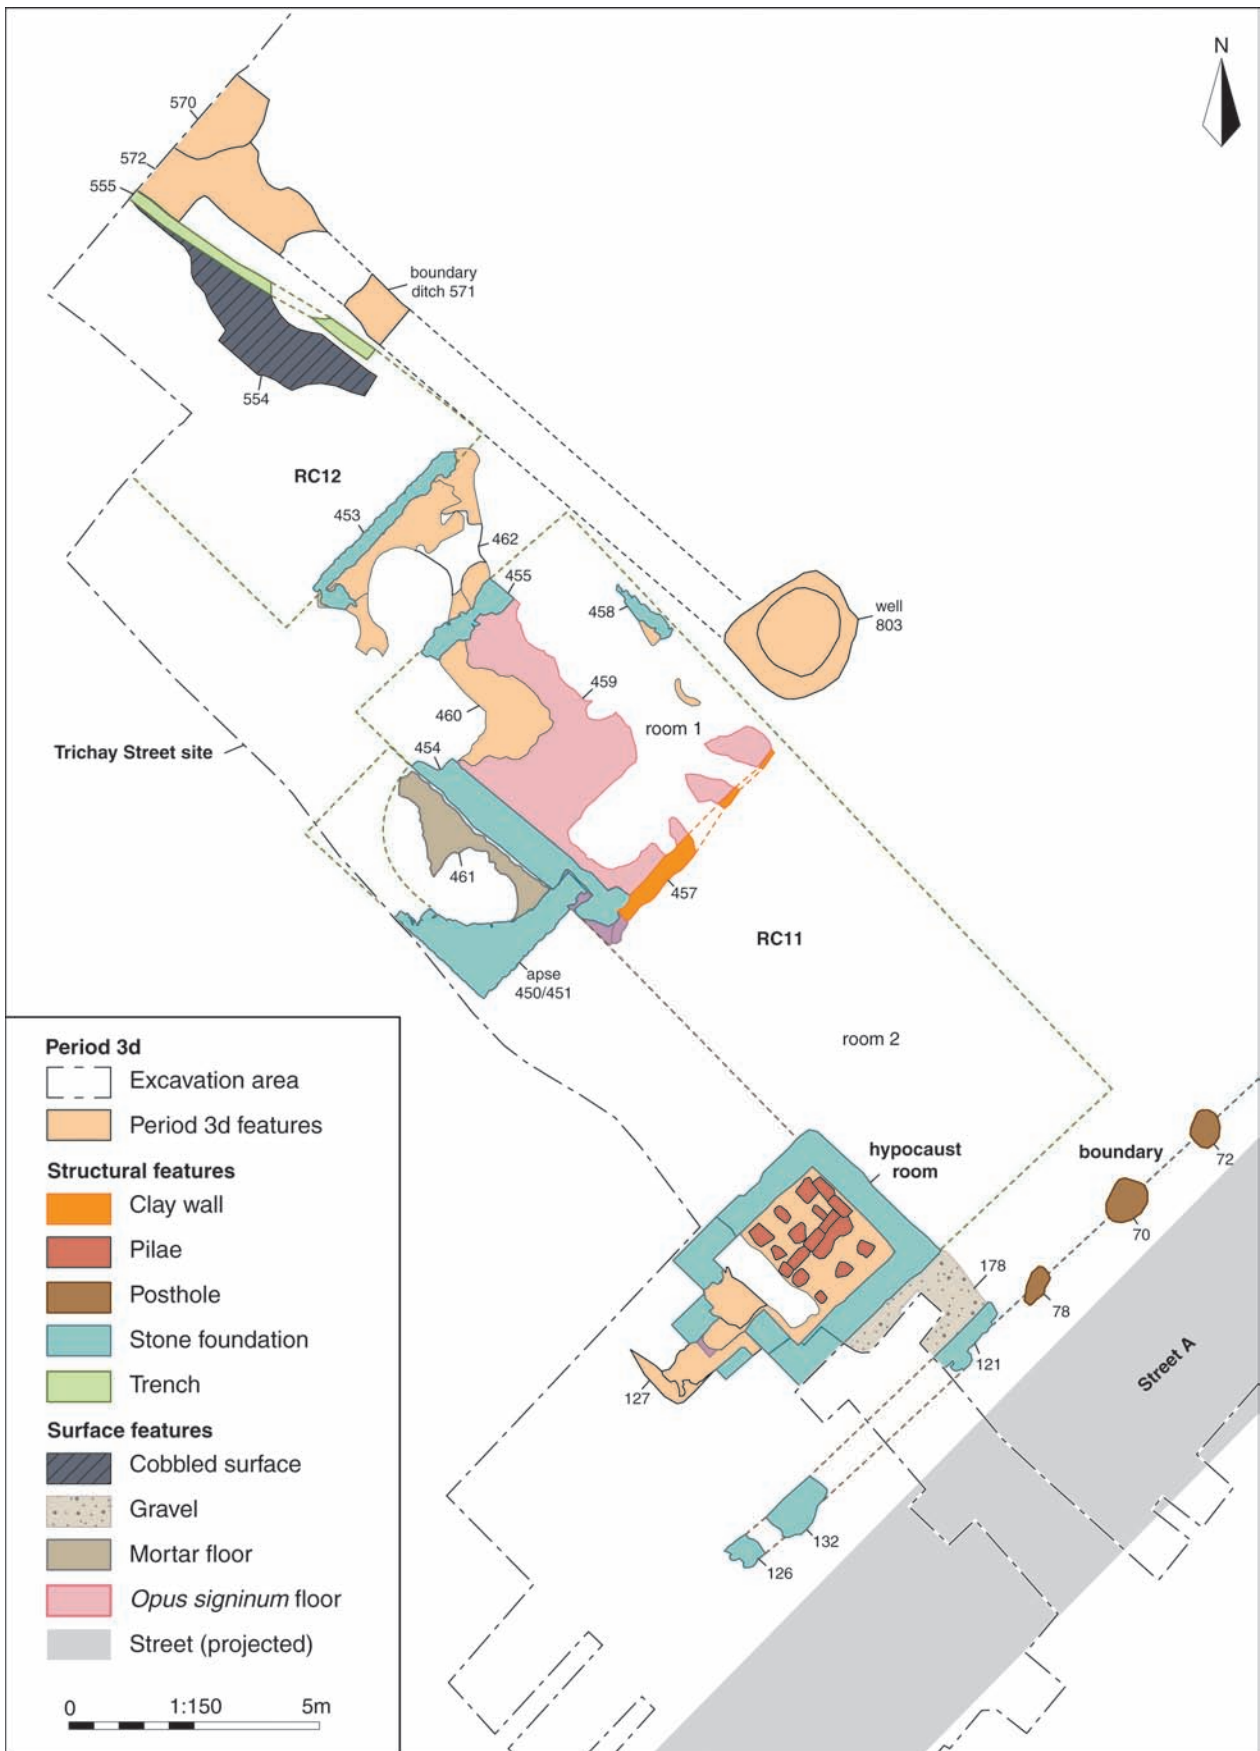 N
570
572
555
boundary
ditch 571
554
RC12
453
462
455
458
well
803
459
460
room 1
454
Trichay Street site
461
457
RC11
apse
450/451
room 2
hypocaust
room
boundary
72
70
178
78
121
127
Street A
132
126
Period 3d
Excavation area
Period 3d features
Structural features
Clay wall
Pilae
Posthole
Stone foundation
Trench
Surface features
Cobbled surface
Gravel
Mortar floor
Opus signinum floor
Street (projected)
0 1:150 5m